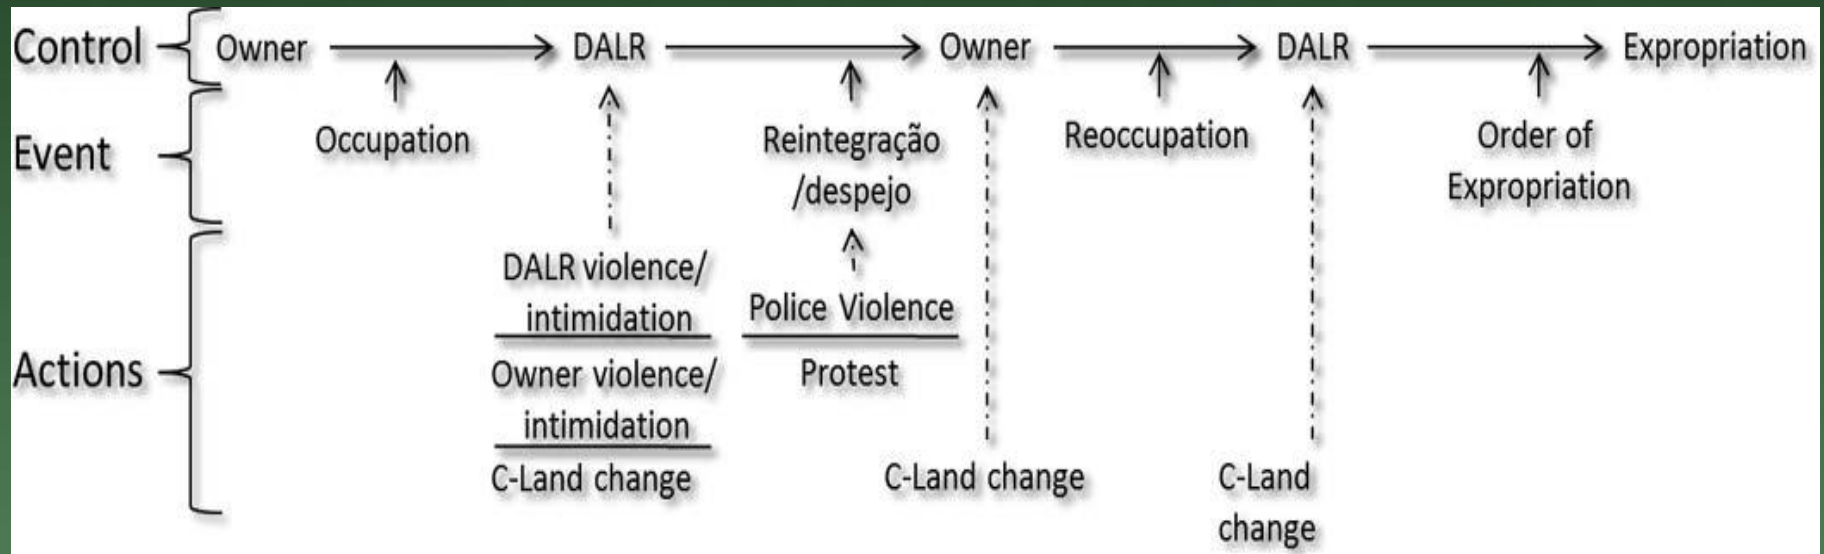 Control
Owner
DALR
Owner
DALR
Expropriation
Event
Occupation
Reintegração
/despejo
Reoccupation
Order of
Expropriation
Actions
DALR violence/
intimidation
Owner violence/
intimidation
C-Land change
Police Violence
Protest
C-Land change
C-Land
change